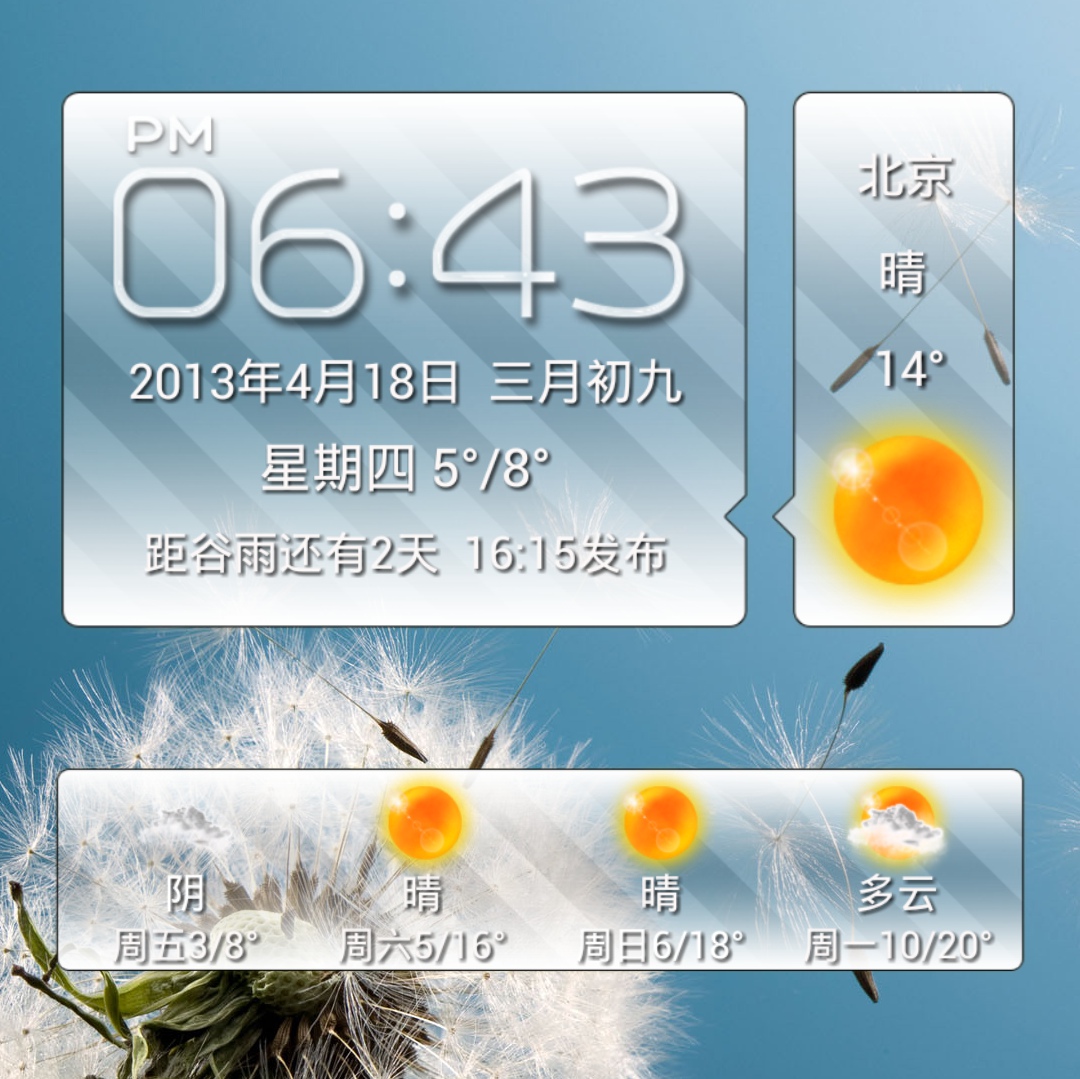 PM
06:43
2013年4月18日 三月初九
星期四 5°/8°
距谷雨还有2天 16:15发布
北京
晴
14°
阴 晴 晴 多云
周五3/8° 周六5/16° 周日6/18° 周一10/20°